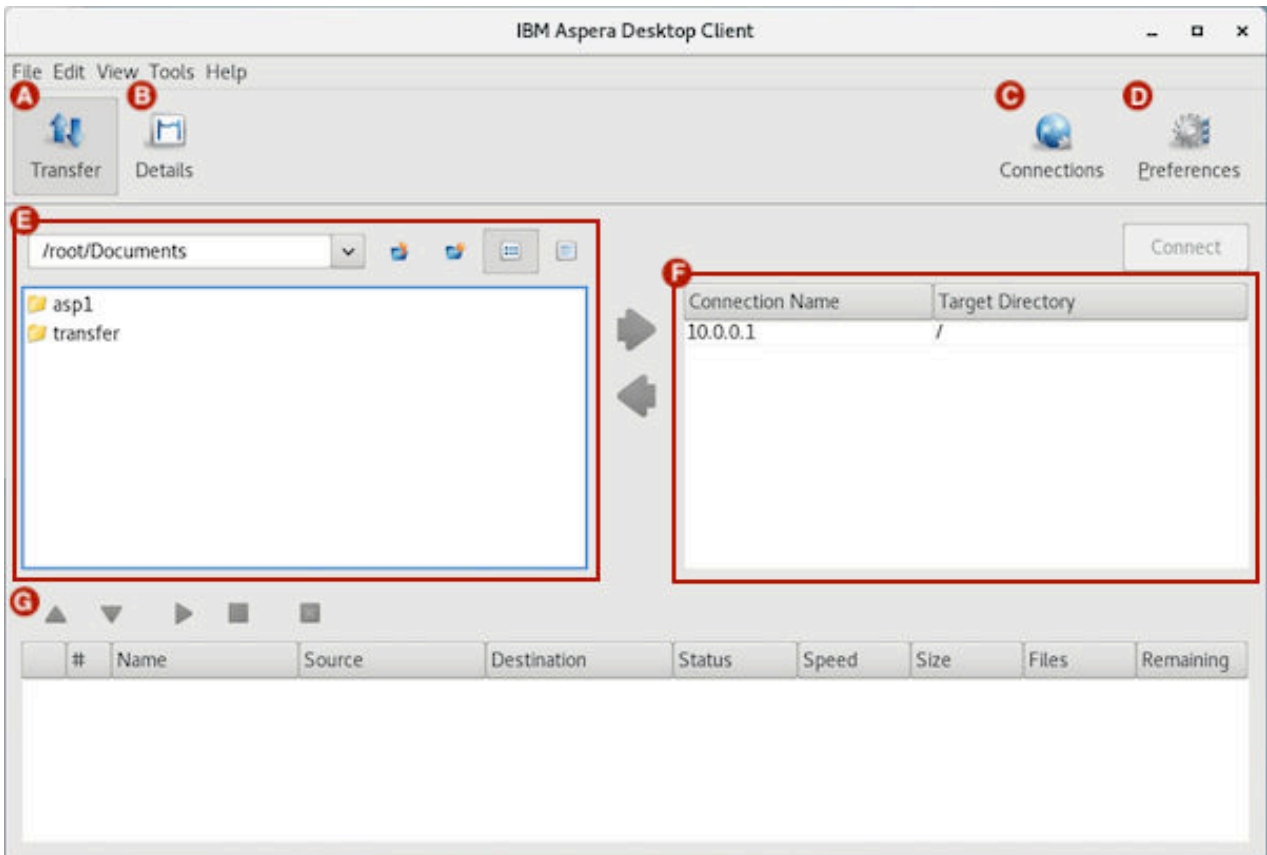 IBM Aspera Desktop Client
File Edit View Tools Help
A B C D
Transfer Details Connections Preferences
E
/root/Documents
Connect
F
asp1
transfer
Connection Name Target Directory
10.0.0.1 /
G
# Name Source Destination Status Speed Size Files Remaining